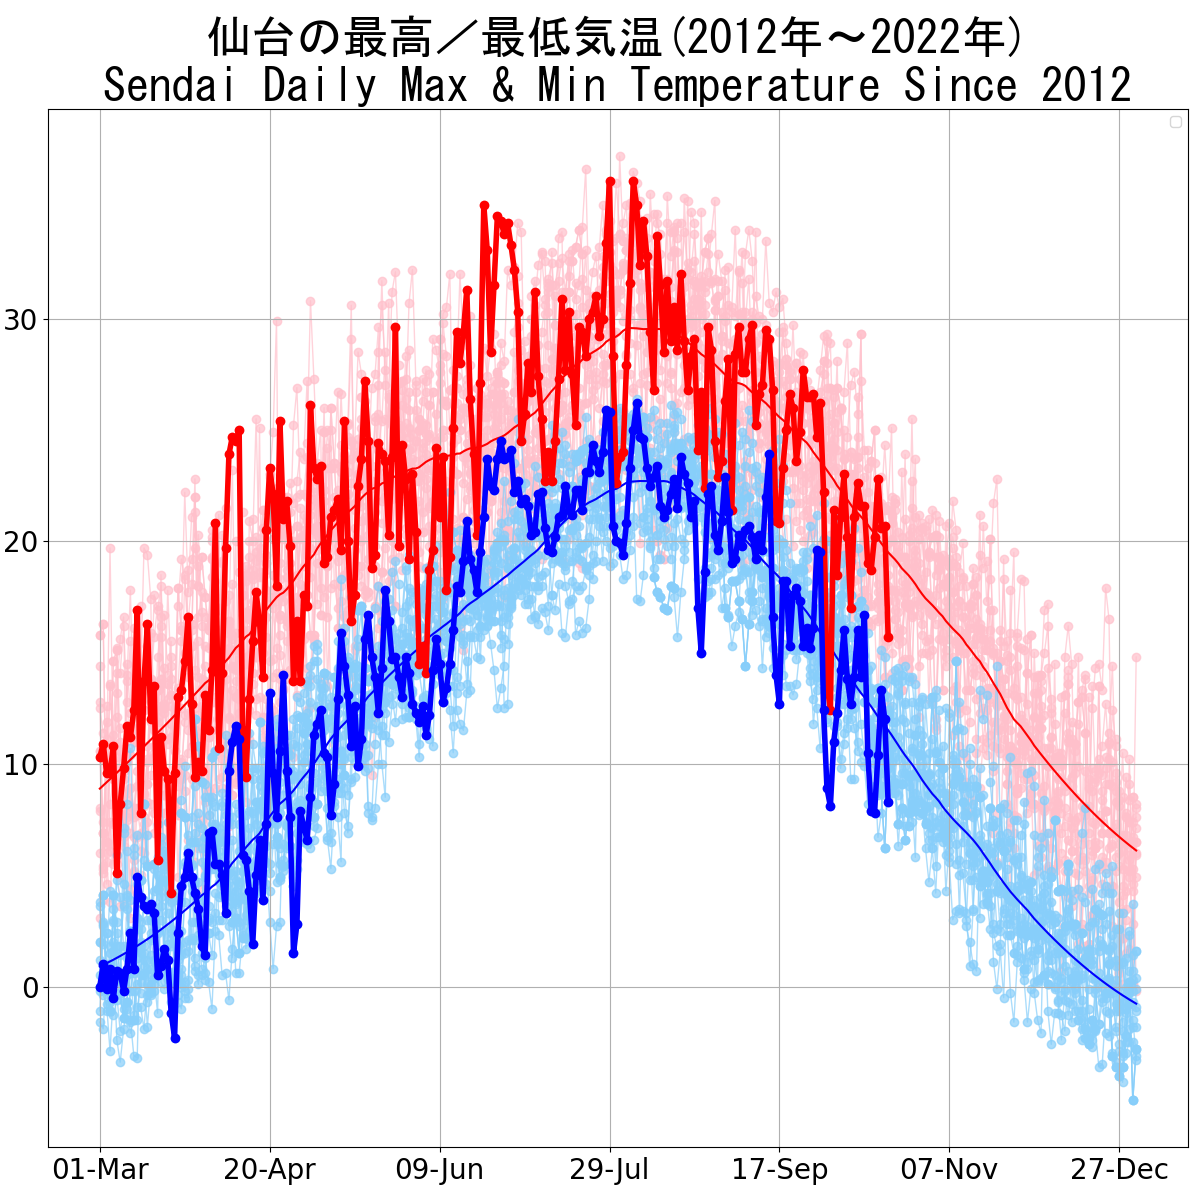 仙台の最高／最低気温(2012年～2022年)
Sendai Daily Max & Min Temperature Since 2012
30
20
10
0
01-Mar 20-Apr 09-Jun 29-Jul 17-Sep 07-Nov 27-Dec